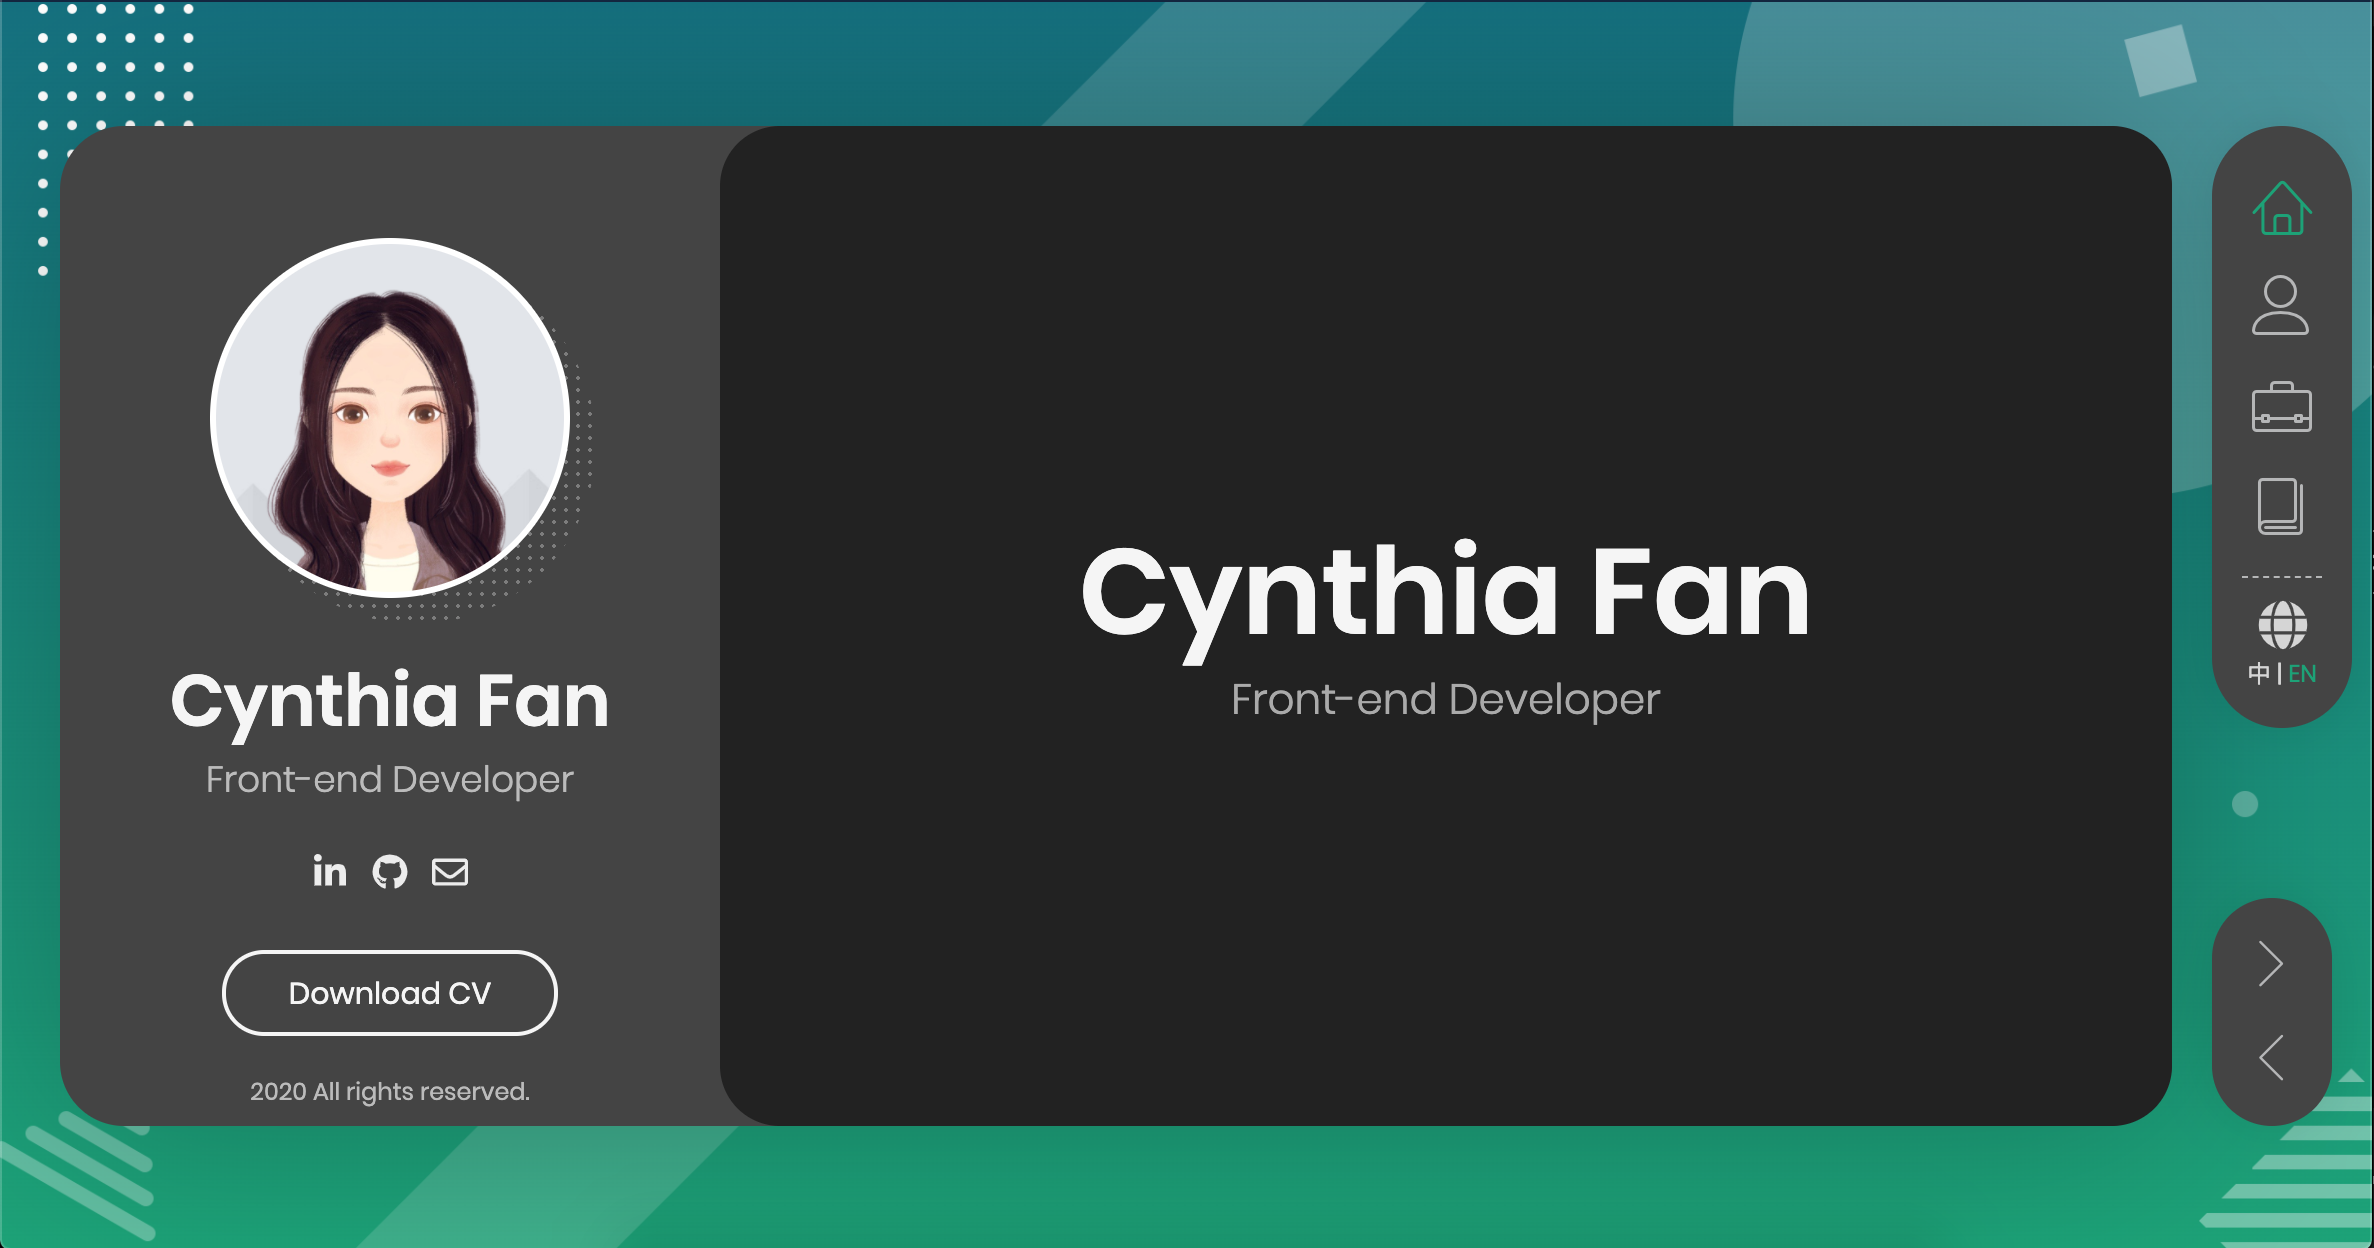 Cynthia Fan
Front-end Developer
in
Download CV
2020 All rights reserved.
Cynthia Fan
Front-end Developer
中 | EN